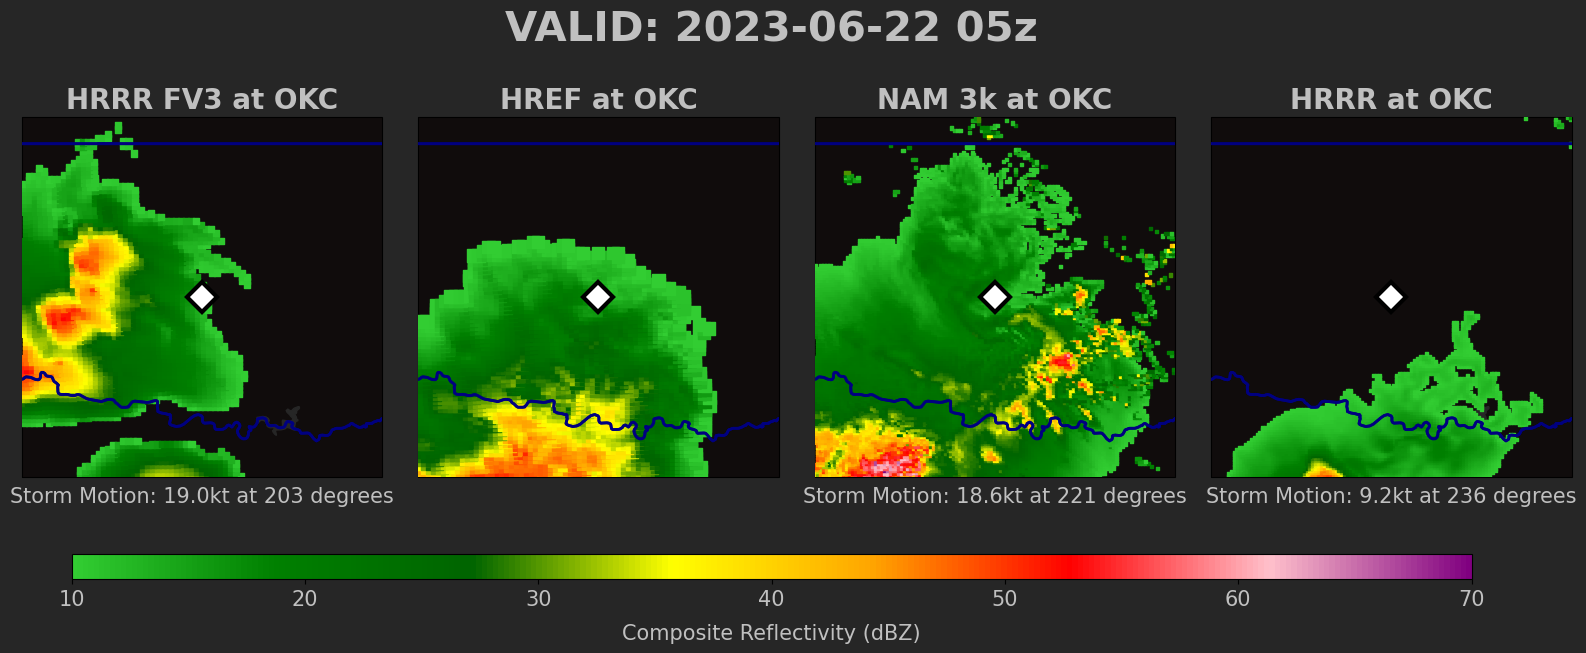 VALID: 2023-06-22 05z
HRRR FV3 at OKC
HREF at OKC
NAM 3k at OKC
HRRR at OKC
Storm Motion: 19.0kt at 203 degrees
Storm Motion: 18.6kt at 221 degrees
Storm Motion: 9.2kt at 236 degrees
10 20 30 40 50 60 70
Composite Reflectivity (dBZ)